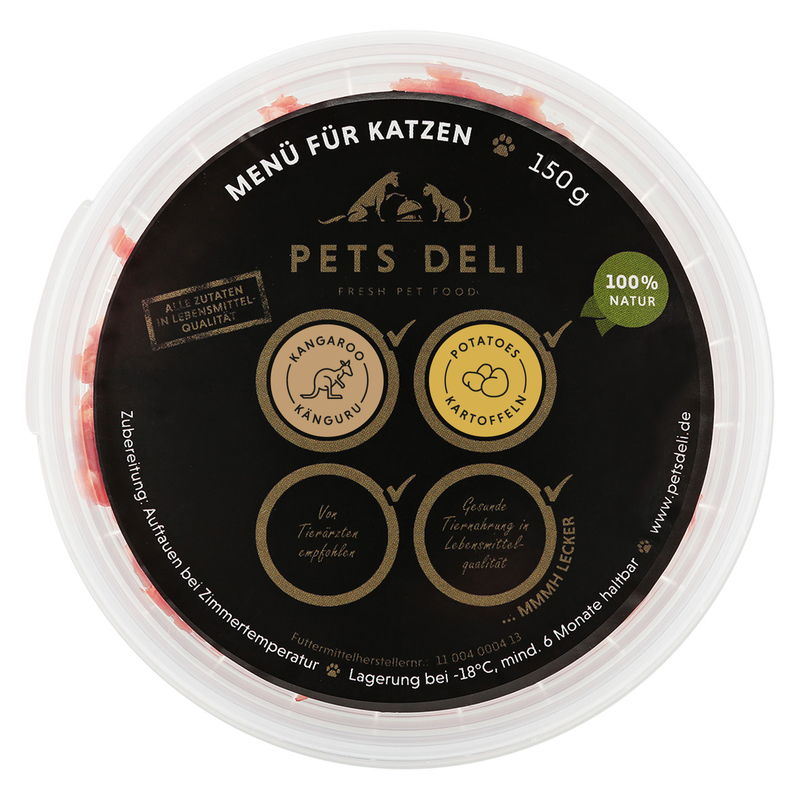 MENÜ FÜR KATZEN 150g
PETS DELI
FRESH PET FOOD
100%
NATUR
ALLE ZUTATEN
IN LEBENSMITTEL-
QUALITÄT
KANGAROO
KÄNGURU
POTATOES
KARTOFFELN
Von
Tierärzten
empfohlen
Gesunde
Tiernahrung in
Lebensmittel-
qualität
... MMMH LECKER
Futtermittelherstellernr.: 11 004 0004 13
Zubereitung: Auftauen bei Zimmertemperatur Lagerung bei -18°C, mind. 6 Monate haltbar www.petsdeli.de